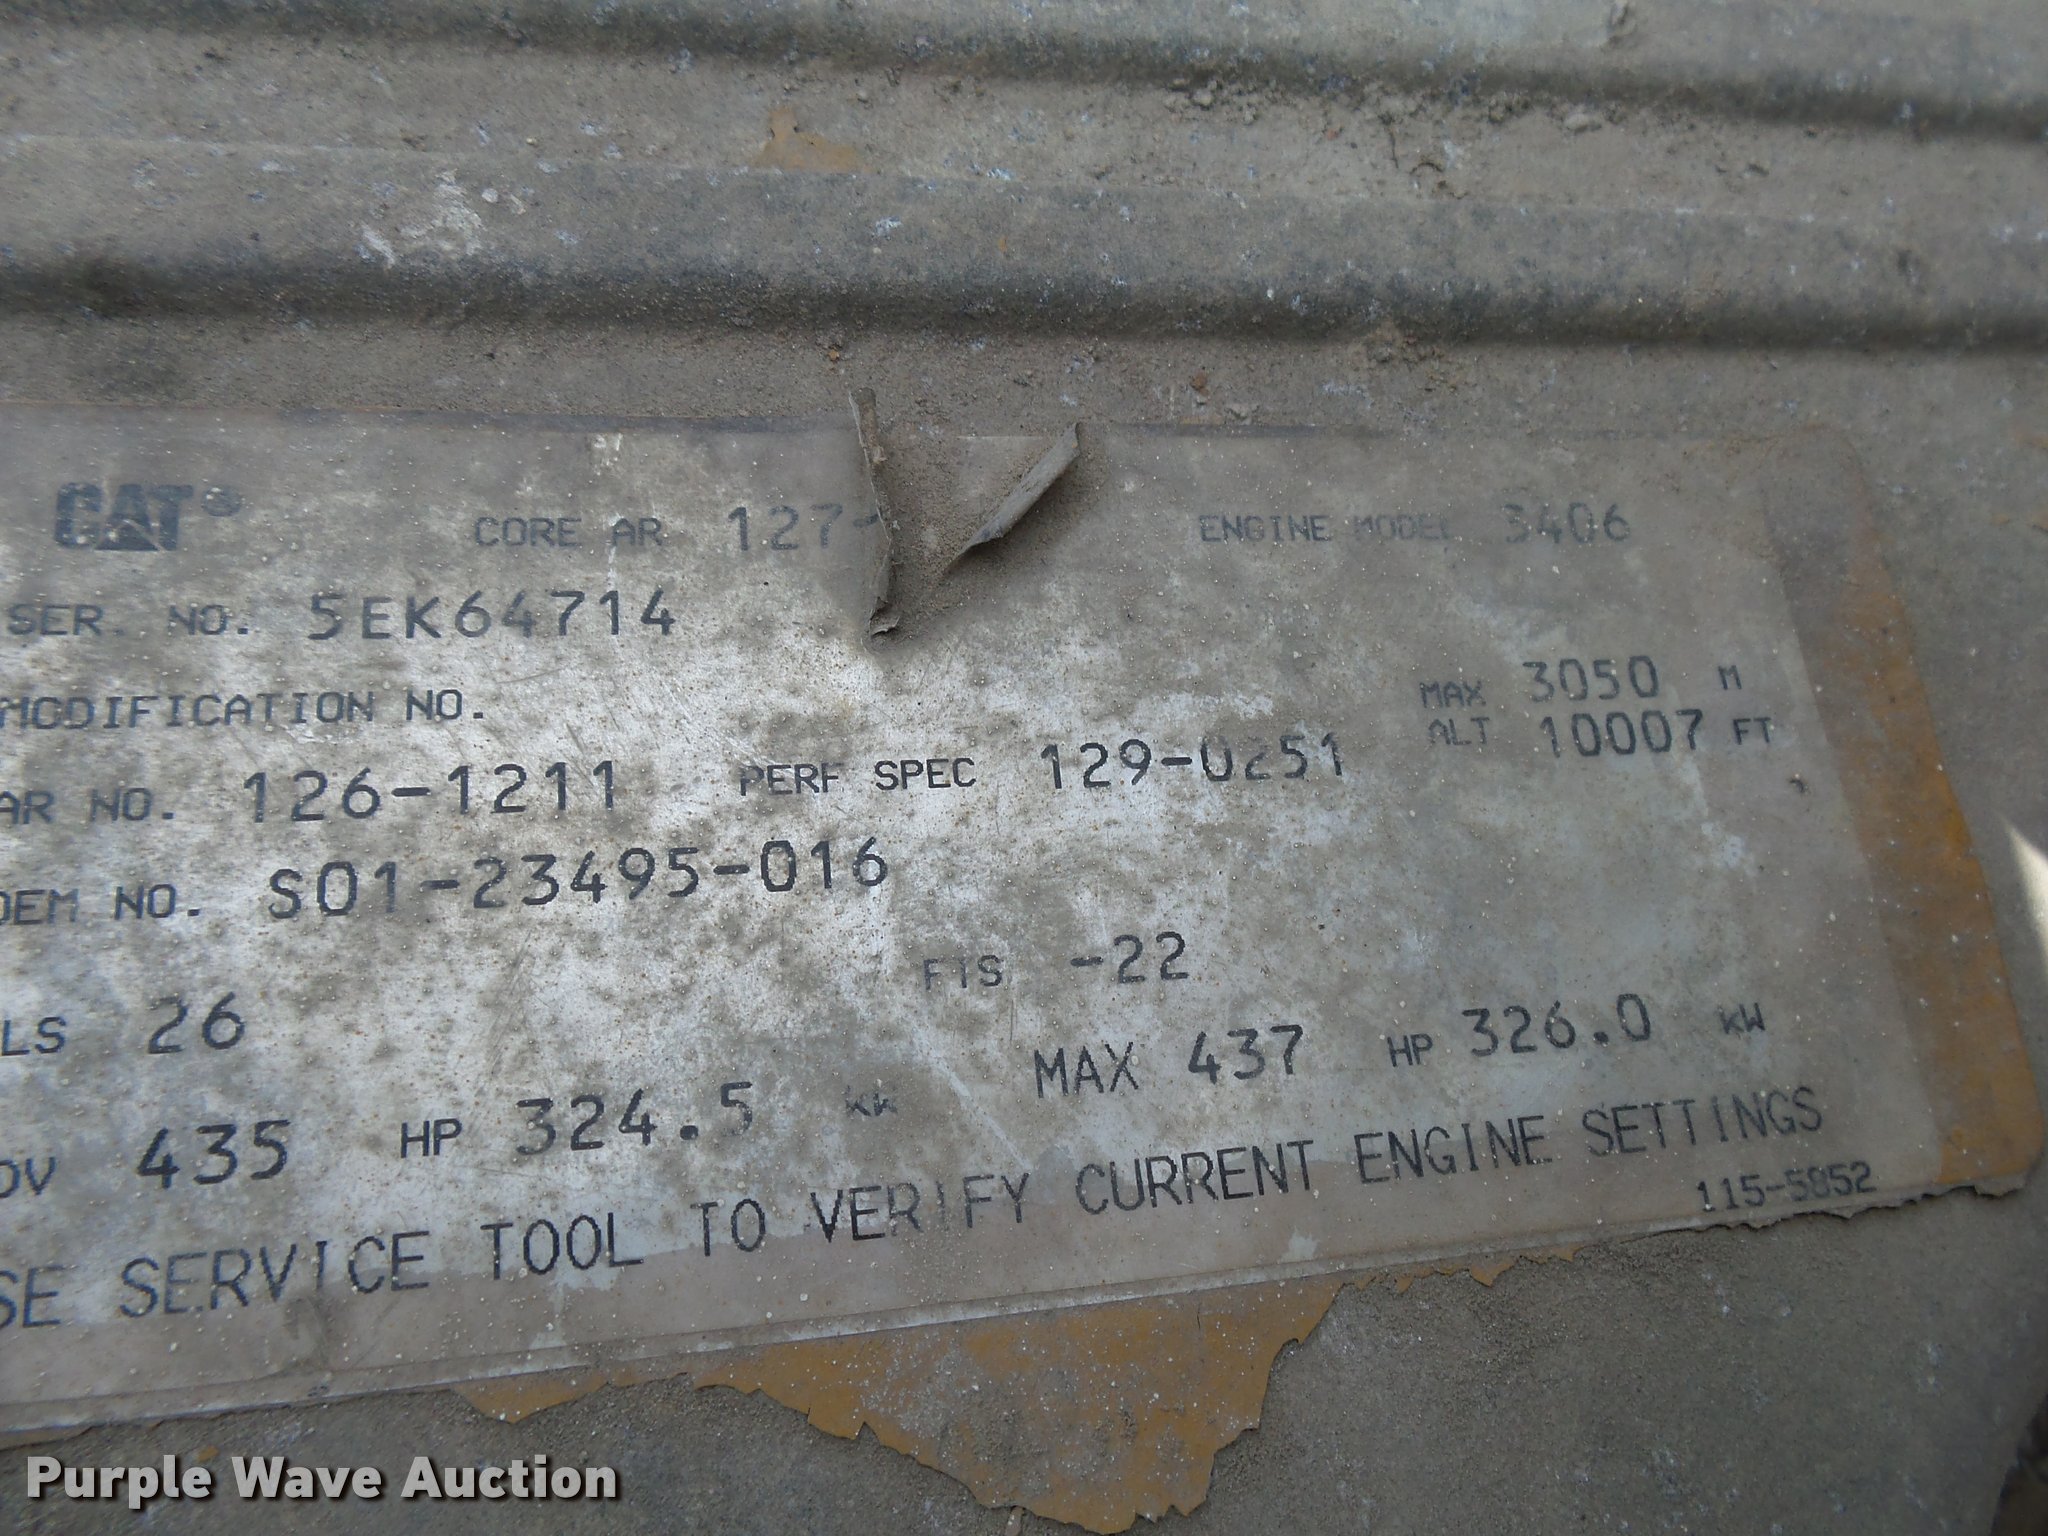 CAT® CORE AR 127- ENGINE MODEL 3406
SER. NO. 5EK64714
MODIFICATION NO. MAX 3050 M
ALT 10007 FT
AR NO. 126-1211 PERF SPEC 129-0251
OEM NO. S01-23495-016
LS 26 FIS -22
DV 435 HP 324.5 kW MAX 437 HP 326.0 kW
SE SERVICE TOOL TO VERIFY CURRENT ENGINE SETTINGS
115-5852
Purple Wave Auction